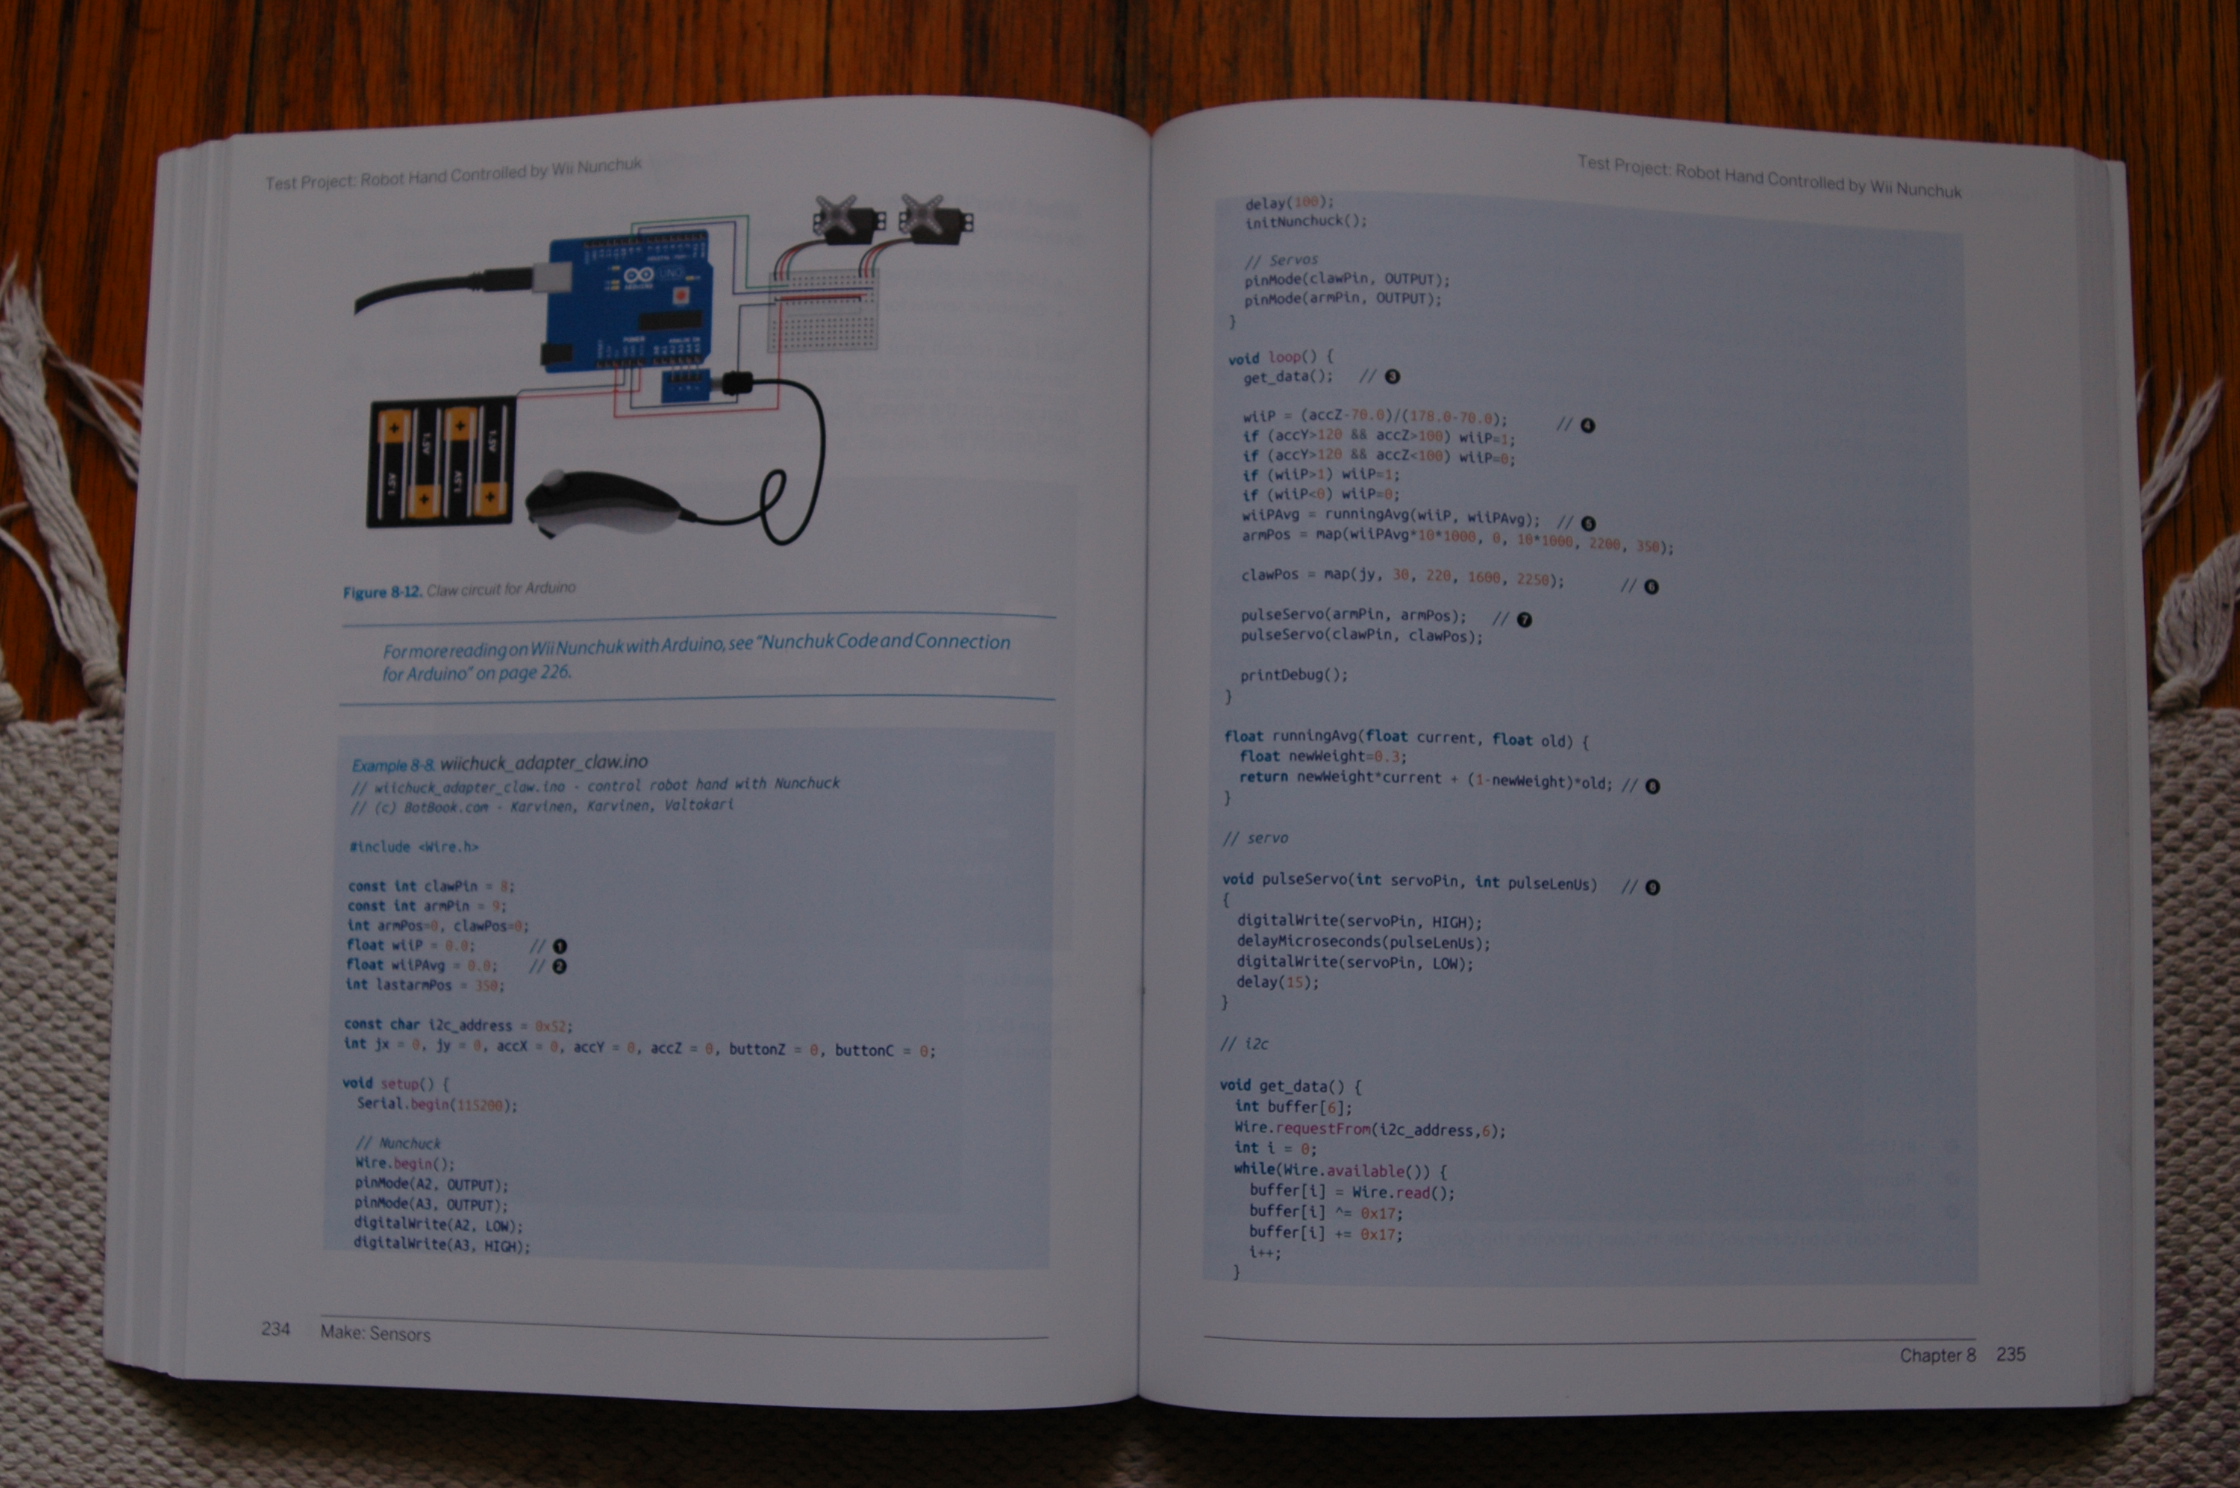 Test Project: Robot Hand Controlled by Wii Nunchuk
1.5V
1.5V
1.5V
1.5V
UNO
Figure 8-12. Claw circuit for Arduino
For more reading on Wii Nunchuk with Arduino, see "Nunchuk Code and Connection
for Arduino" on page 226.
Example 8-8. wiichuck_adapter_claw.ino
// wiichuck_adapter_claw.ino - control robot hand with Nunchuck
// (c) BotBook.com - Karvinen, Karvinen, Valtokari
#include <Wire.h>
const int clawPin = 8;
const int armPin = 9;
int armPos=0, clawPos=0;
float wiiP = 0.0; // 1
float wiiPAvg = 0.0; // 2
int lastarmPos = 350;
const char i2c_address = 0x52;
int jx = 0, jy = 0, accX = 0, accY = 0, accZ = 0, buttonZ = 0, buttonC = 0;
void setup() {
Serial.begin(115200);
// Nunchuck
Wire.begin();
pinMode(A2, OUTPUT);
pinMode(A3, OUTPUT);
digitalWrite(A2, LOW);
digitalWrite(A3, HIGH);
234 Make: Sensors
Test Project: Robot Hand Controlled by Wii Nunchuk
delay(100);
initNunchuck();
// Servos
pinMode(clawPin, OUTPUT);
pinMode(armPin, OUTPUT);
}
void loop() {
get_data(); // 3
wiiP = (accZ-70.0)/(178.0-70.0); // 4
if (accY>120 && accZ>100) wiiP=1;
if (accY>120 && accZ<100) wiiP=0;
if (wiiP>1) wiiP=1;
if (wiiP<0) wiiP=0;
wiiPAvg = runningAvg(wiiP, wiiPAvg); // 5
armPos = map(wiiPAvg*10*1000, 0, 10*1000, 2200, 350);
clawPos = map(jy, 30, 220, 1600, 2250); // 6
pulseServo(armPin, armPos); // 7
pulseServo(clawPin, clawPos);
printDebug();
}
float runningAvg(float current, float old) {
float newWeight=0.3;
return newWeight*current + (1-newWeight)*old; // 8
}
// servo
void pulseServo(int servoPin, int pulseLenUs) // 9
{
digitalWrite(servoPin, HIGH);
delayMicroseconds(pulseLenUs);
digitalWrite(servoPin, LOW);
delay(15);
}
// i2c
void get_data() {
int buffer[6];
Wire.requestFrom(i2c_address,6);
int i = 0;
while(Wire.available()) {
buffer[i] = Wire.read();
buffer[i] ^= 0x17;
buffer[i] += 0x17;
i++;
}
Chapter 8 235